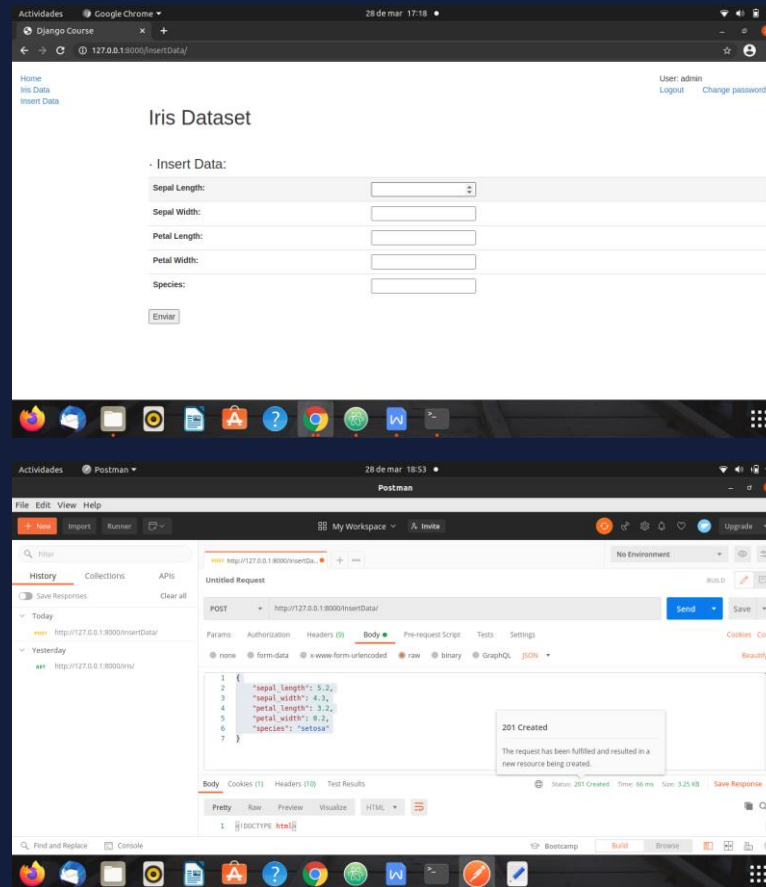 Actividades Google Chrome 28 de mar 17:18
Django Course
127.0.0.1:8000/insertData/
Home
Iris Data
Insert Data
User: admin
Logout Change password
Iris Dataset
· Insert Data:
Sepal Length:
Sepal Width:
Petal Length:
Petal Width:
Species:
Enviar
Actividades Postman 28 de mar 18:53
Postman
File Edit View Help
+ New Import Runner My Workspace Invite Upgrade
Filter
History Collections APIs
Save Responses Clear all
Today
POST http://127.0.0.1:8000/insertData/
Yesterday
GET http://127.0.0.1:8000/iris/
POST http://127.0.0.1:8000/insertDa...
No Environment
Untitled Request BUILD
POST http://127.0.0.1:8000/insertData/ Send Save
Params Authorization Headers (9) Body Pre-request Script Tests Settings Cookies
none form-data x-www-form-urlencoded raw binary GraphQL JSON
1 {
2 "sepal_length": 5.2,
3 "sepal_width": 4.3,
4 "petal_length": 3.2,
5 "petal_width": 0.2,
6 "species": "setosa"
7 }
201 Created
The request has been fulfilled and resulted in a
new resource being created.
Body Cookies (1) Headers (10) Test Results Status: 201 Created Time: 66 ms Size: 3.25 KB Save Response
Pretty Raw Preview Visualize HTML
1 <!DOCTYPE html>
Find and Replace Console Bootcamp Build Browse